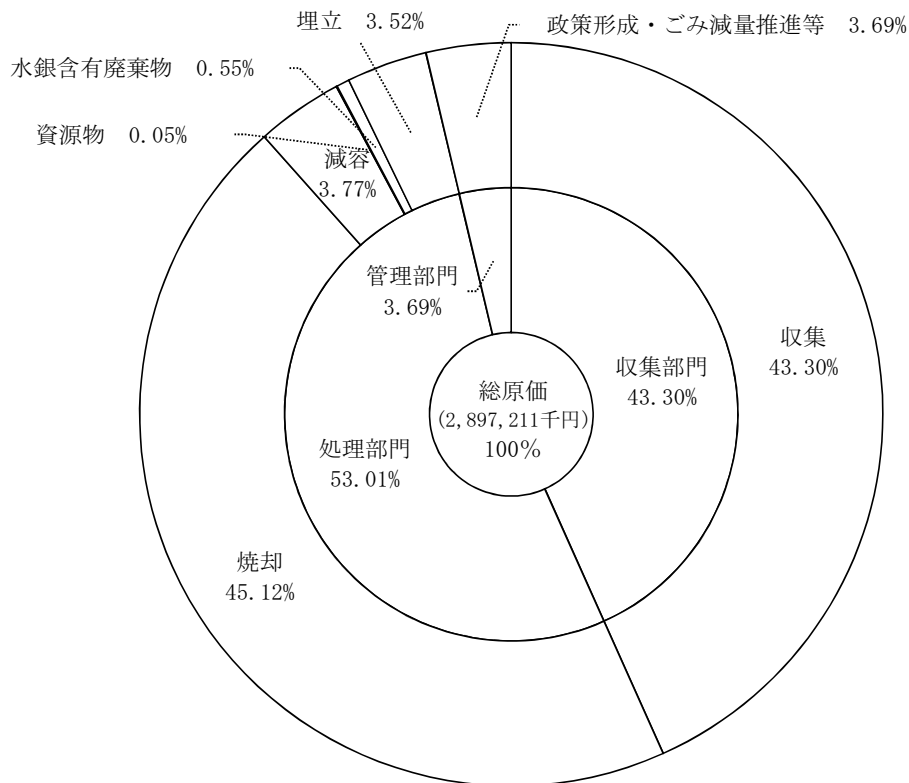 埋立　3.52%
政策形成・ごみ減量推進等　3.69%
水銀含有廃棄物　0.55%
資源物　0.05%
減容
3.77%
管理部門
3.69%
収集
43.30%
収集部門
43.30%
総原価
(2,897,211千円)
100%
処理部門
53.01%
焼却
45.12%